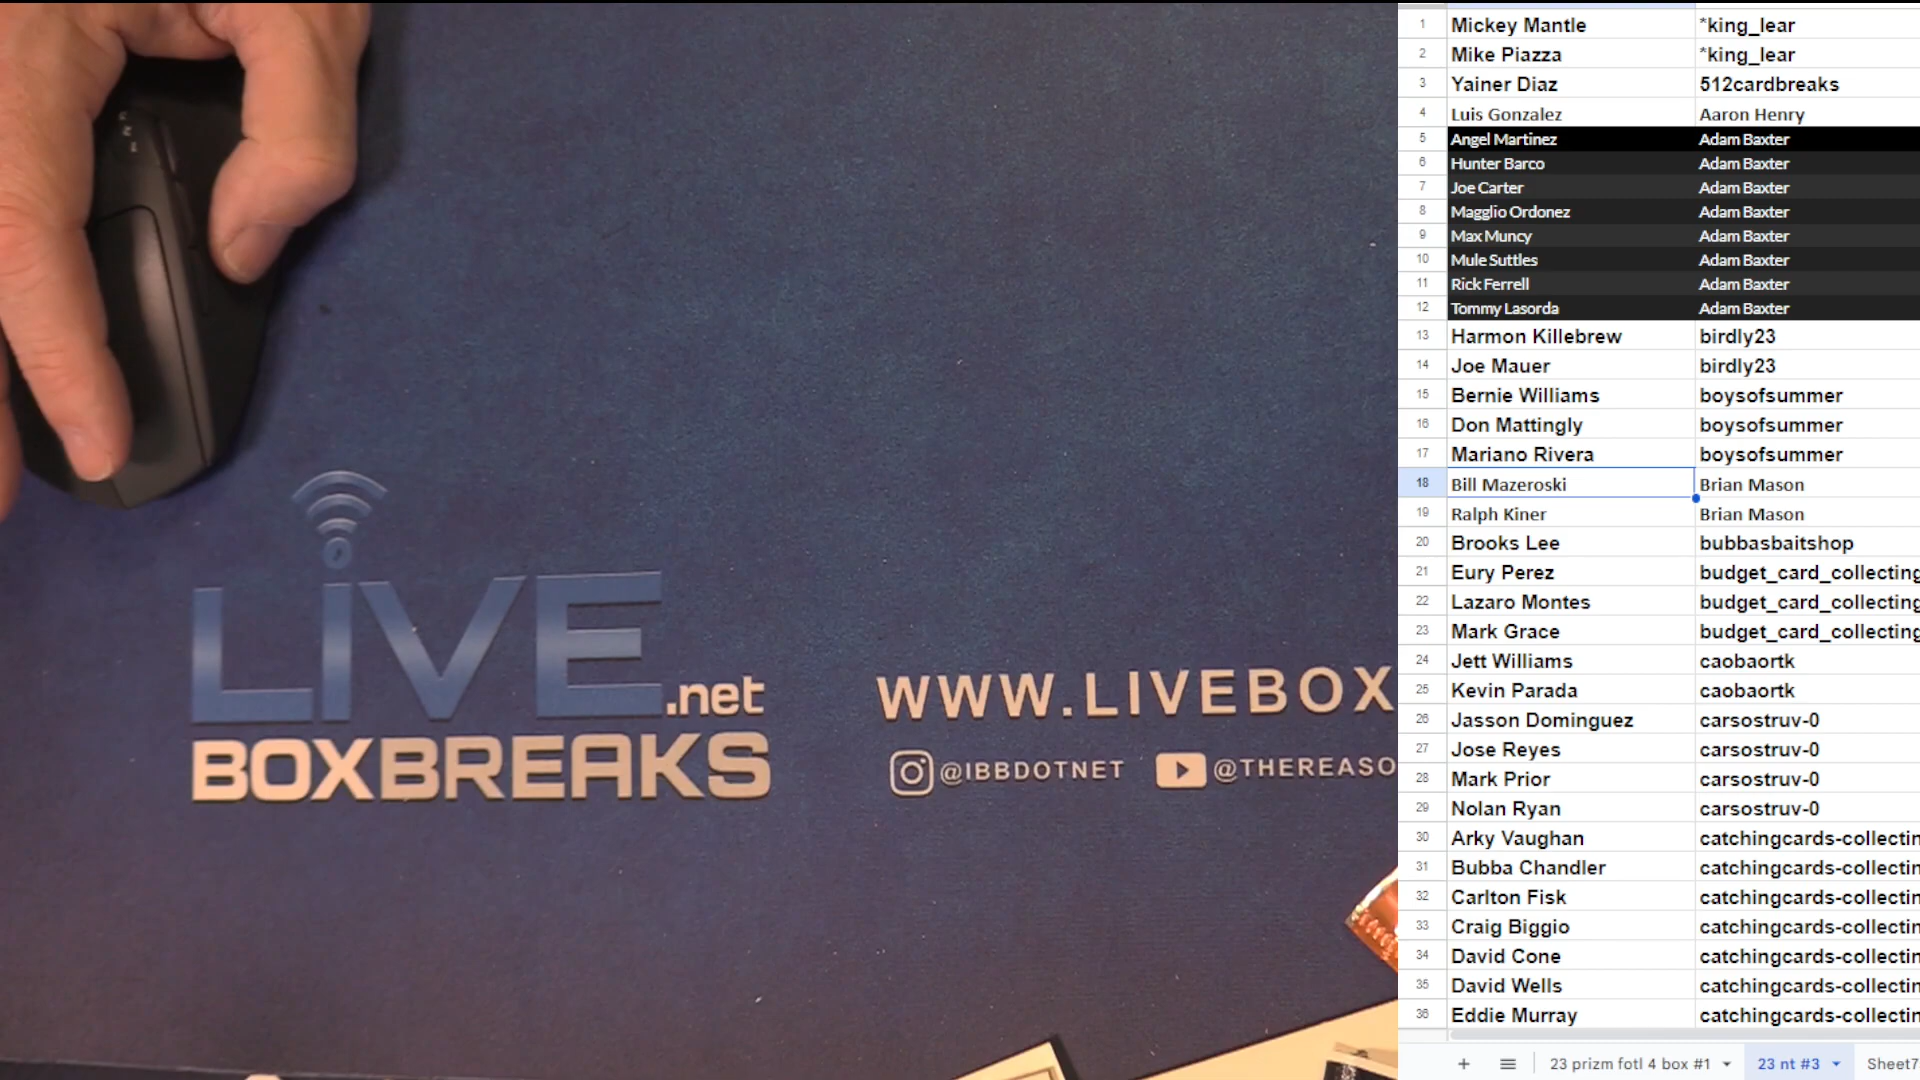 LIVE
.net
BOXBREAKS
WWW.LIVEBOX
@IBBDOTNET @THEREASO
1 Mickey Mantle *king_lear
2 Mike Piazza *king_lear
3 Yainer Diaz 512cardbreaks
4 Luis Gonzalez Aaron Henry
5 Angel Martinez Adam Baxter
6 Hunter Barco Adam Baxter
7 Joe Carter Adam Baxter
8 Magglio Ordonez Adam Baxter
9 Max Muncy Adam Baxter
10 Mule Suttles Adam Baxter
11 Rick Ferrell Adam Baxter
12 Tommy Lasorda Adam Baxter
13 Harmon Killebrew birdly23
14 Joe Mauer birdly23
15 Bernie Williams boysofsummer
16 Don Mattingly boysofsummer
17 Mariano Rivera boysofsummer
18 Bill Mazeroski Brian Mason
19 Ralph Kiner Brian Mason
20 Brooks Lee bubbasbaitshop
21 Eury Perez budget_card_collecting
22 Lazaro Montes budget_card_collecting
23 Mark Grace budget_card_collecting
24 Jett Williams caobaortk
25 Kevin Parada caobaortk
26 Jasson Dominguez carsostruv-0
27 Jose Reyes carsostruv-0
28 Mark Prior carsostruv-0
29 Nolan Ryan carsostruv-0
30 Arky Vaughan catchingcards-collectin
31 Bubba Chandler catchingcards-collectin
32 Carlton Fisk catchingcards-collectin
33 Craig Biggio catchingcards-collectin
34 David Cone catchingcards-collectin
35 David Wells catchingcards-collectin
36 Eddie Murray catchingcards-collectin
+ 23 prizm fotl 4 box #1 23 nt #3 Sheet7